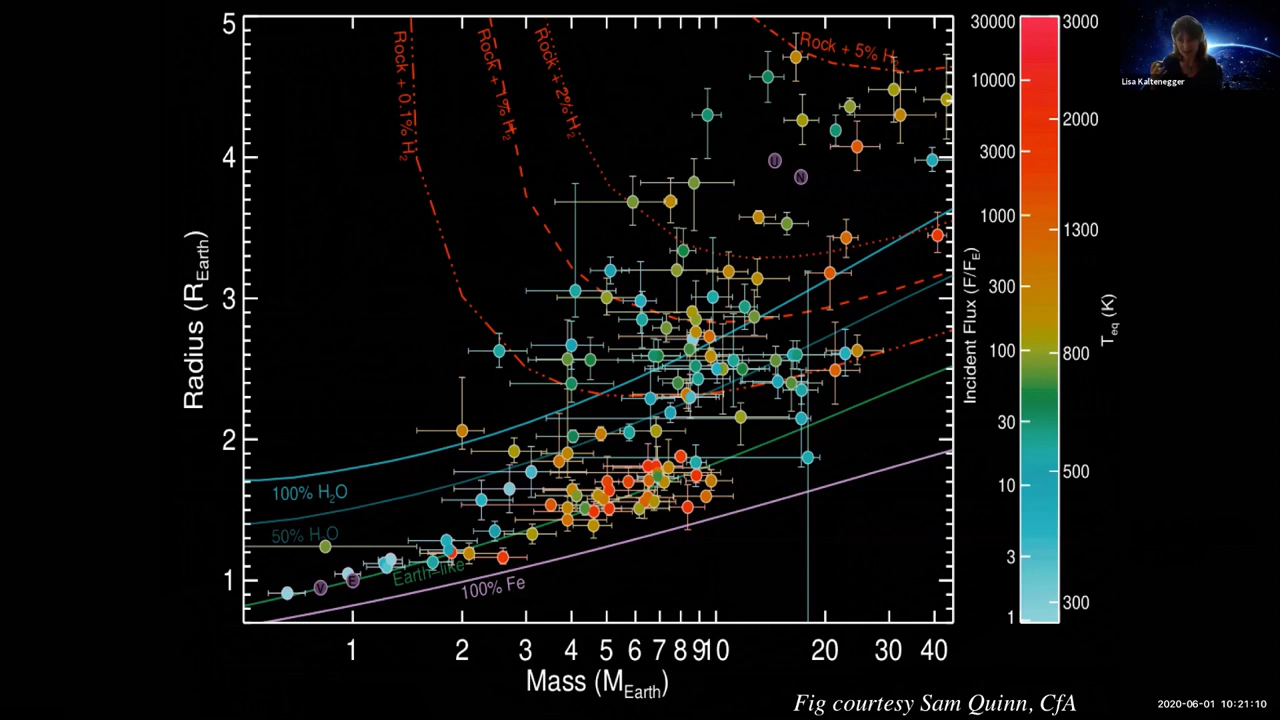 5
4
3
2
1
Radius (R_Earth)
1 2 3 4 5 6 7 8 9 10 20 30 40
Mass (M_Earth)
Rock + 0.1% H₂
Rock + 1% H₂
Rock + 2% H₂
Rock + 5% H₂
U
N
V
E
100% H₂O
50% H₂O
Earth-like
100% Fe
30000
10000
3000
1000
300
100
30
10
3
1
Incident Flux (F/F_E)
3000
2000
1300
800
500
300
T_eq (K)
Lisa Kaltenegger
Fig courtesy Sam Quinn, CfA
2020-06-01 10:21:10